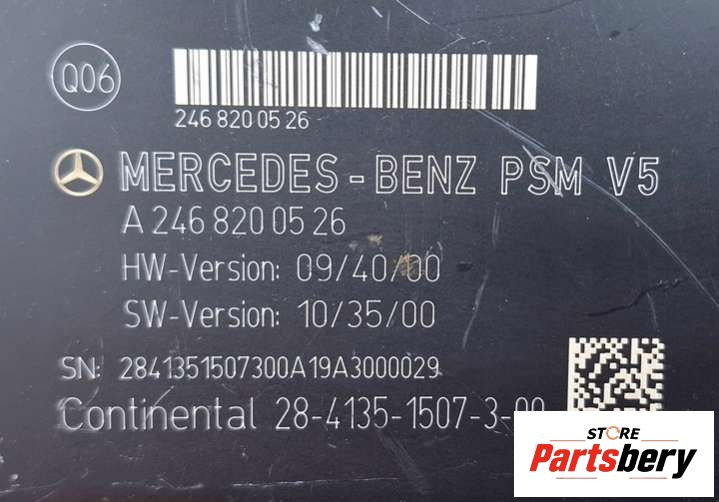 Q06
246 820 05 26
MERCEDES-BENZ PSM V5
A 246 820 05 26
HW-Version: 09/40/00
SW-Version: 10/35/00
SN: 2841351507300A19A3000029
Continental 28-4135-1507-3-00
STORE
Partsbery